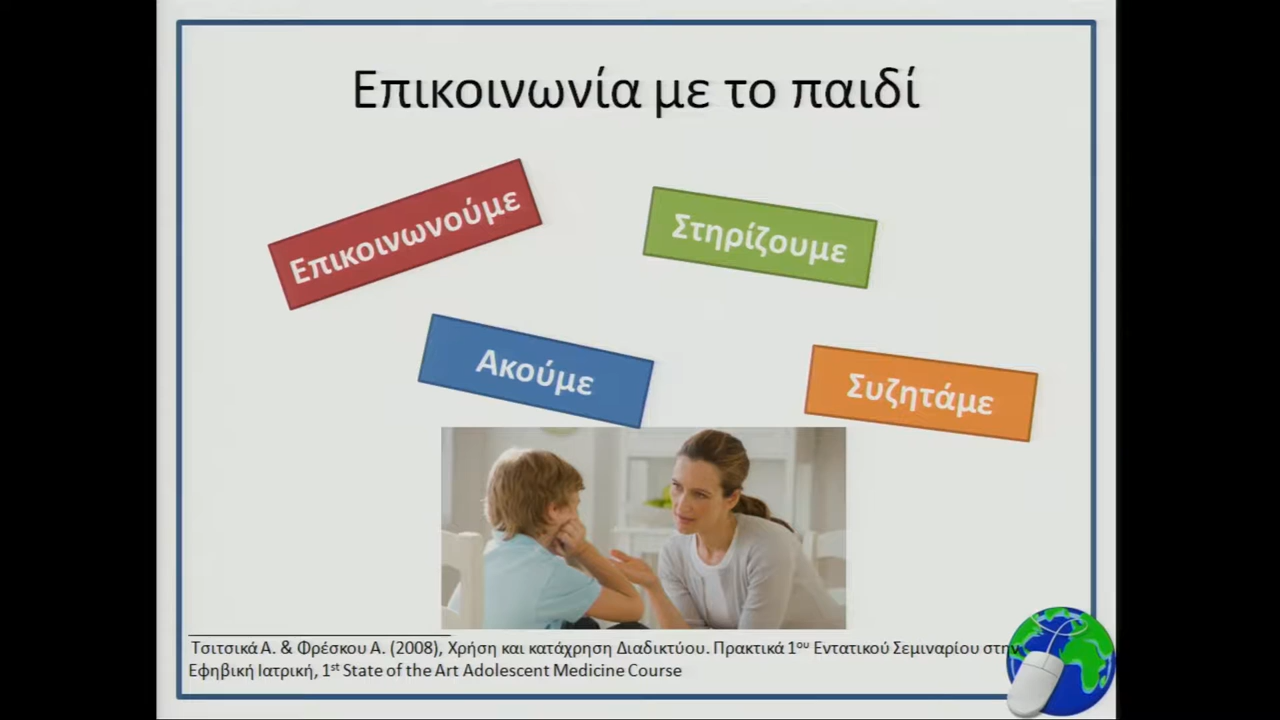 Επικοινωνία με το παιδί
Επικοινωνούμε
Στηρίζουμε
Ακούμε
Συζητάμε
Τσιτσικά Α. & Φρέσκου Α. (2008), Χρήση και κατάχρηση Διαδικτύου. Πρακτικά 1ου Εντατικού Σεμιναρίου στην
Εφηβική Ιατρική, 1st State of the Art Adolescent Medicine Course